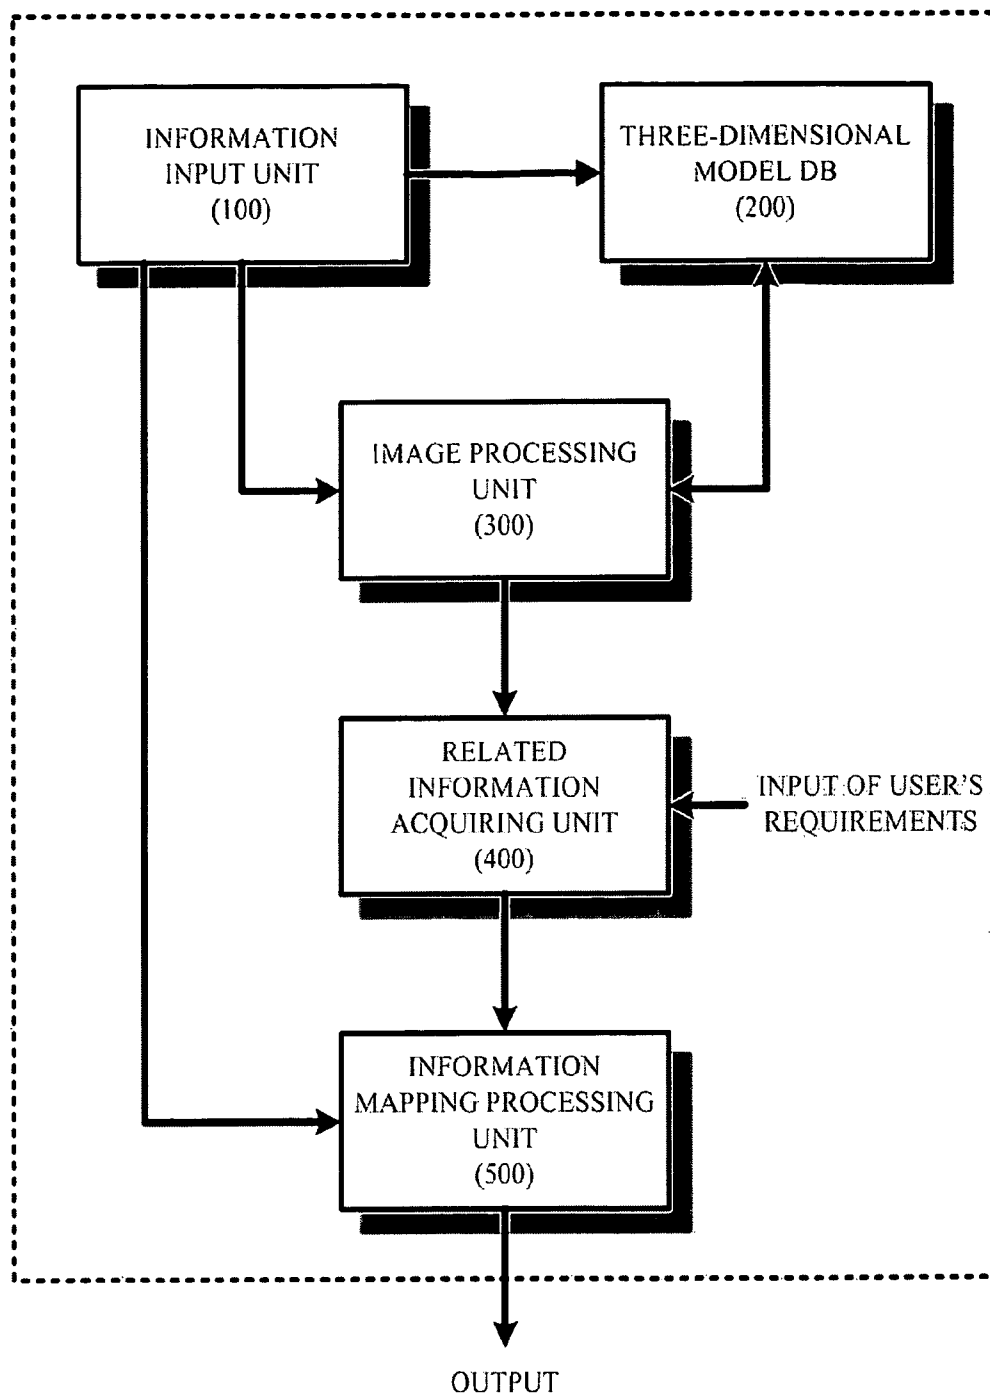 INFORMATION
INPUT UNIT
(100)
THREE-DIMENSIONAL
MODEL DB
(200)
IMAGE PROCESSING
UNIT
(300)
RELATED
INFORMATION
ACQUIRING UNIT
(400)
INPUT OF USER'S
REQUIREMENTS
INFORMATION
MAPPING PROCESSING
UNIT
(500)
OUTPUT